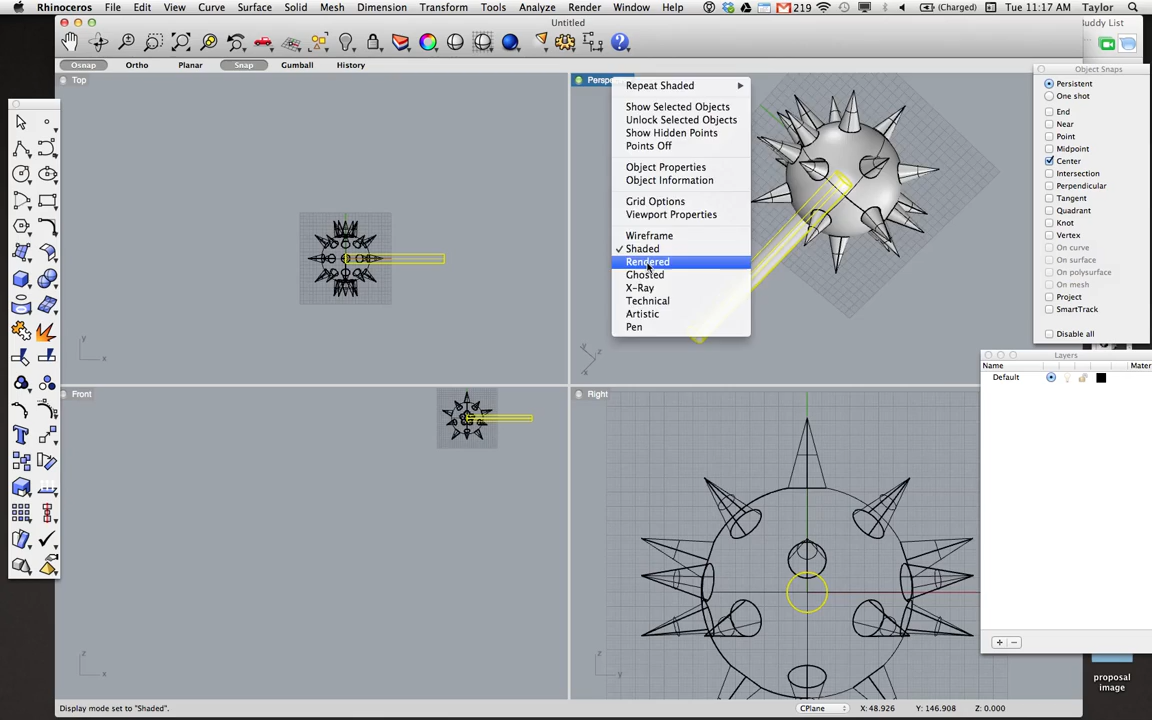 Rhinoceros File Edit View Curve Surface Solid Mesh Dimension Transform Tools Analyze Render Window Help 219 (Charged) Tue 11:17 AM Taylor
Untitled
Buddy List
Osnap Ortho Planar Snap Gumball History
Object Snaps
Top
Perspe
Persistent
One shot
End
Near
Point
Midpoint
Center
Intersection
Perpendicular
Tangent
Quadrant
Knot
Vertex
On curve
On surface
On polysurface
On mesh
Project
SmartTrack
Disable all
Repeat Shaded
Show Selected Objects
Unlock Selected Objects
Show Hidden Points
Points Off
Object Properties
Object Information
Grid Options
Viewport Properties
Wireframe
Shaded
Rendered
Ghosted
X-Ray
Technical
Artistic
Pen
y
x
y
z
x
Layers
Name Mater
Default
Front
Right
z
x
z
y
proposal
image
Display mode set to "Shaded". CPlane X: 48.926 Y: 146.908 Z: 0.000